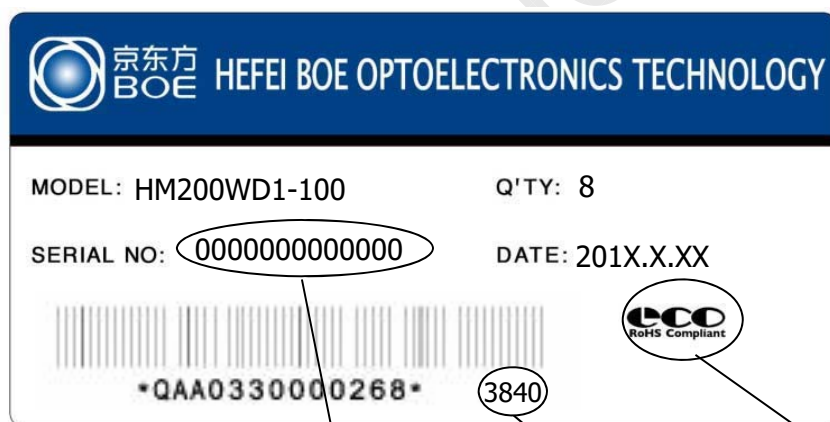 京东方
BOE HEFEI BOE OPTOELECTRONICS TECHNOLOGY
MODEL: HM200WD1-100 Q'TY: 8
SERIAL NO: 0000000000000 DATE: 201X.X.XX
eco
RoHS Compliant
*QAA0330000268* 3840